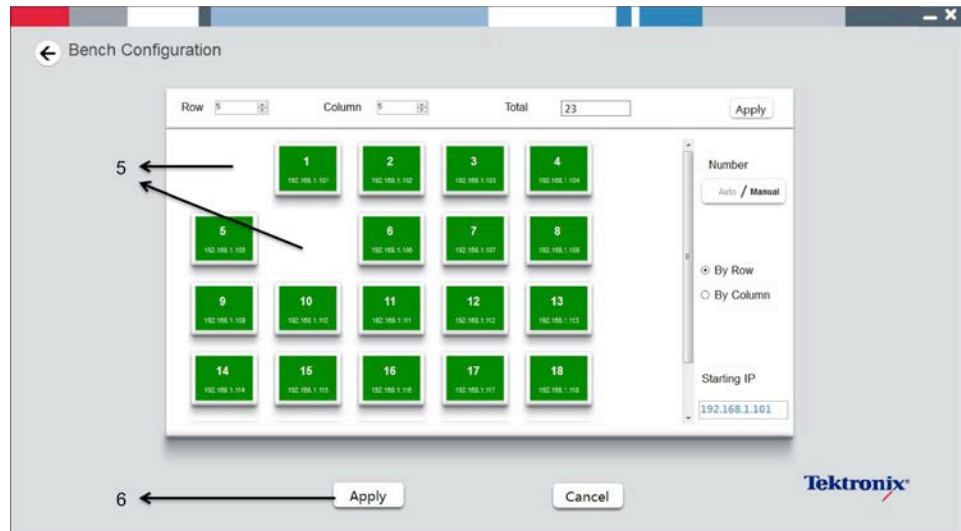 Bench Configuration
Row 5 Column 5 Total 23 Apply
5
1 2 3 4
192.168.1.101 192.168.1.102 192.168.1.103 192.168.1.104
Number
Auto / Manual
5 6 7 8
192.168.1.105 192.168.1.106 192.168.1.107 192.168.1.108
By Row
By Column
9 10 11 12 13
192.168.1.109 192.168.1.110 192.168.1.111 192.168.1.112 192.168.1.113
14 15 16 17 18
192.168.1.114 192.168.1.115 192.168.1.116 192.168.1.117 192.168.1.118
Starting IP
192.168.1.101
6
Apply Cancel
Tektronix